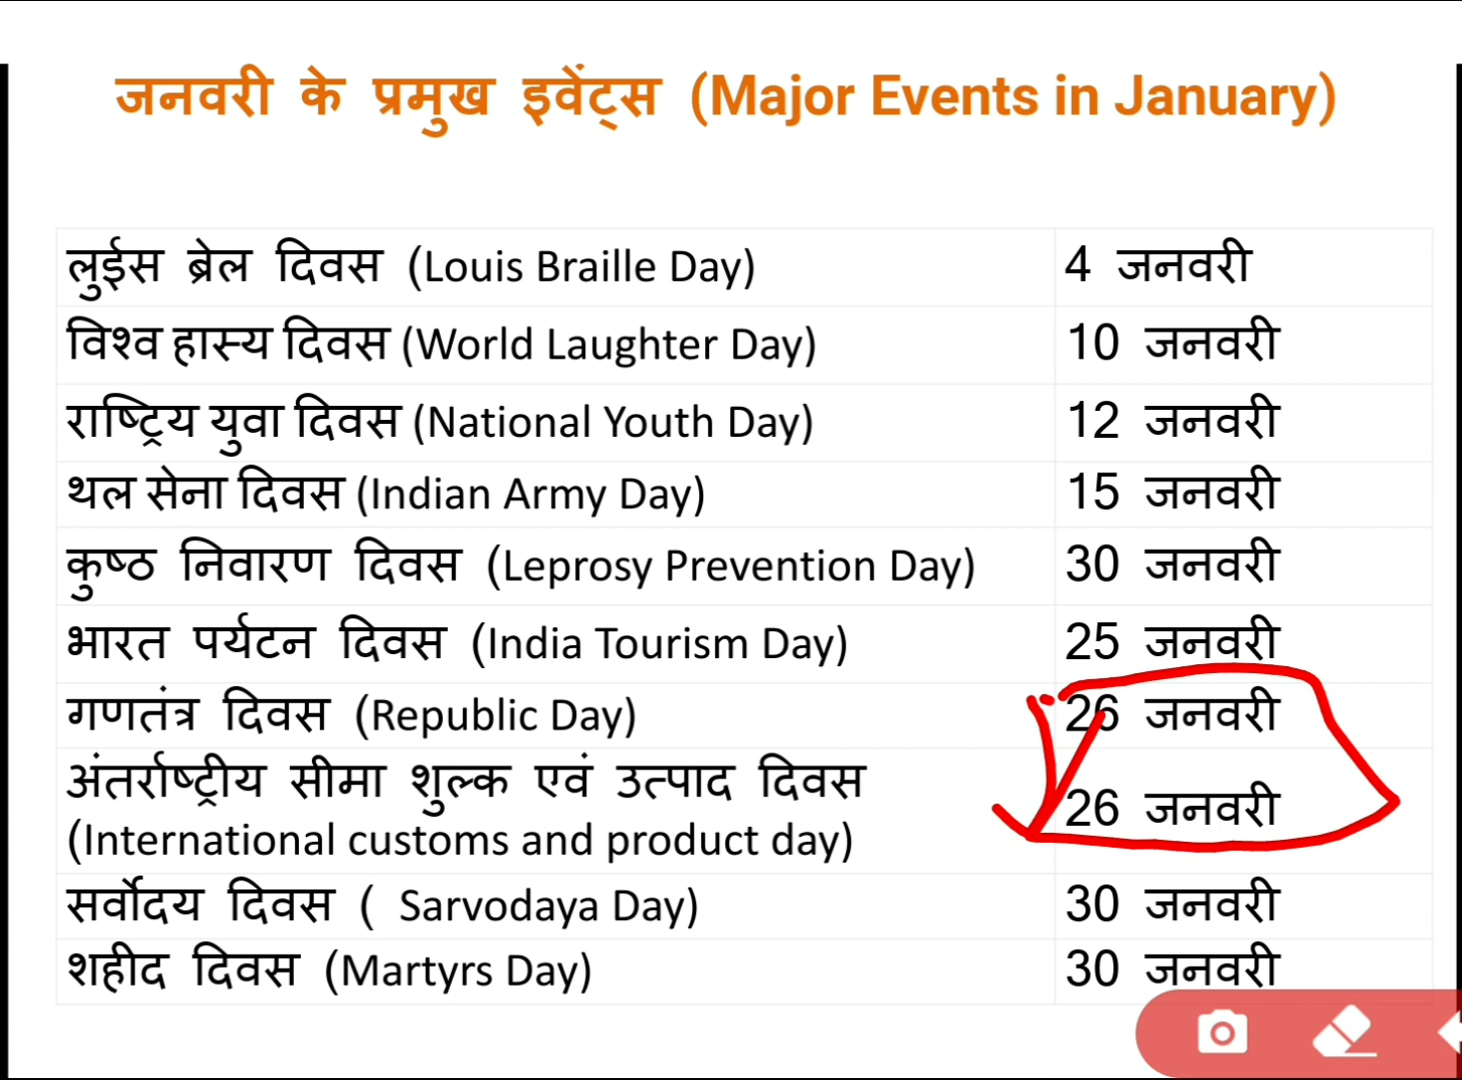 जनवरी के प्रमुख इवेंट्स (Major Events in January)
लुईस ब्रेल दिवस (Louis Braille Day) 4 जनवरी
विश्व हास्य दिवस (World Laughter Day) 10 जनवरी
राष्ट्रिय युवा दिवस (National Youth Day) 12 जनवरी
थल सेना दिवस (Indian Army Day) 15 जनवरी
कुष्ठ निवारण दिवस (Leprosy Prevention Day) 30 जनवरी
भारत पर्यटन दिवस (India Tourism Day) 25 जनवरी
गणतंत्र दिवस (Republic Day) 26 जनवरी
अंतर्राष्ट्रीय सीमा शुल्क एवं उत्पाद दिवस
(International customs and product day) 26 जनवरी
सर्वोदय दिवस ( Sarvodaya Day) 30 जनवरी
शहीद दिवस (Martyrs Day) 30 जनवरी